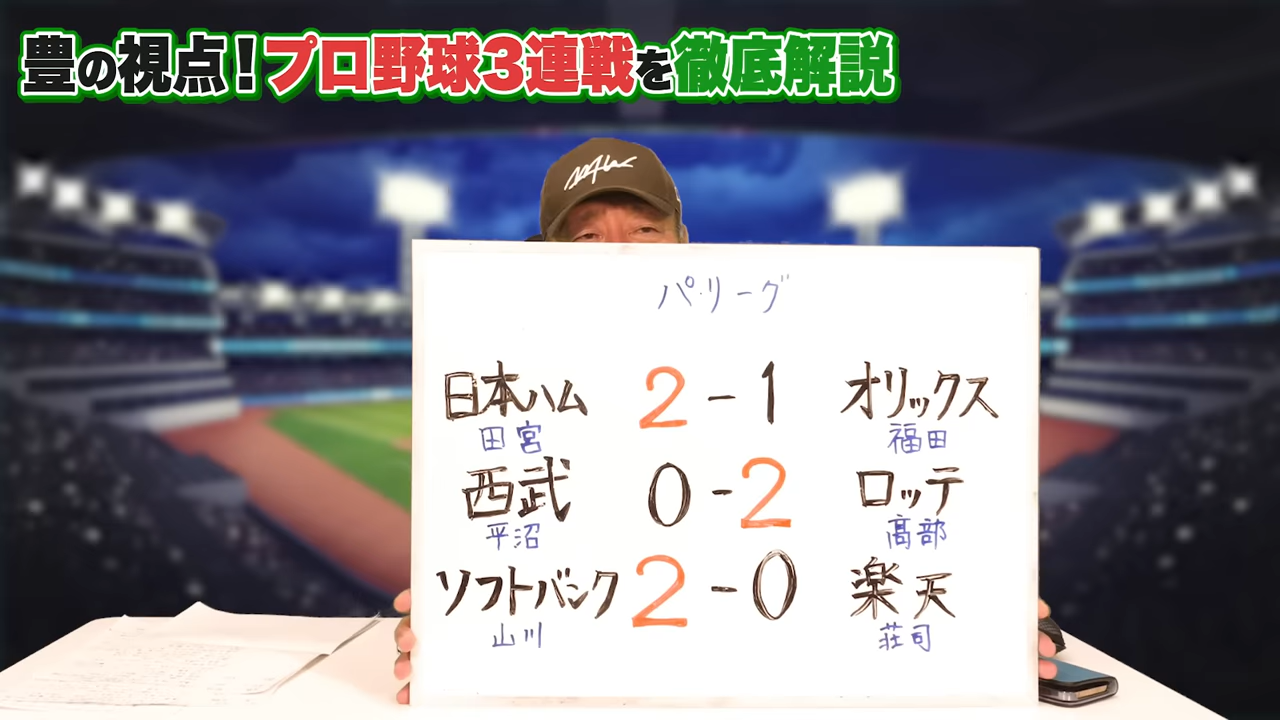 豊の視点！プロ野球3連戦を徹底解説
パ・リーグ
日本ハム 2 - 1 オリックス
田宮 福田
西武 0 - 2 ロッテ
平沼 髙部
ソフトバンク 2 - 0 楽天
山川 荘司